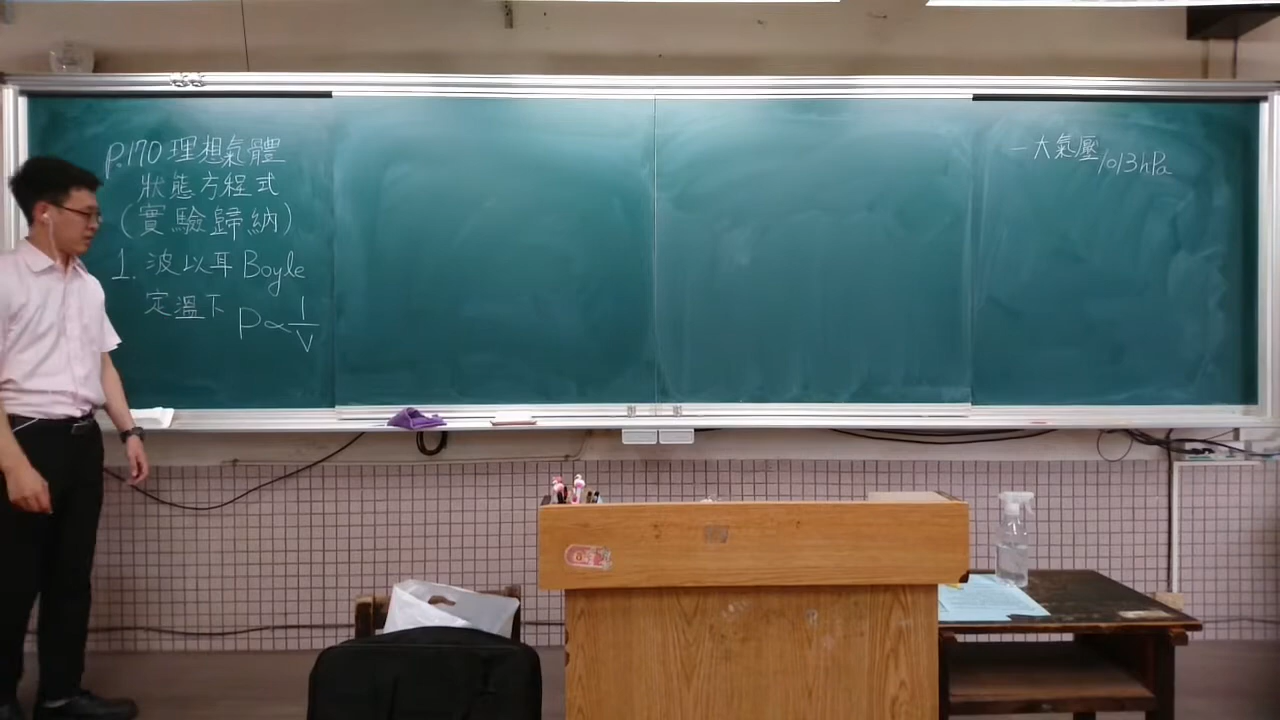 P.170 理想氣體
狀態方程式
(實驗歸納)
1. 波以耳 Boyle
定溫下 P∝1/V
一大氣壓 1013hPa